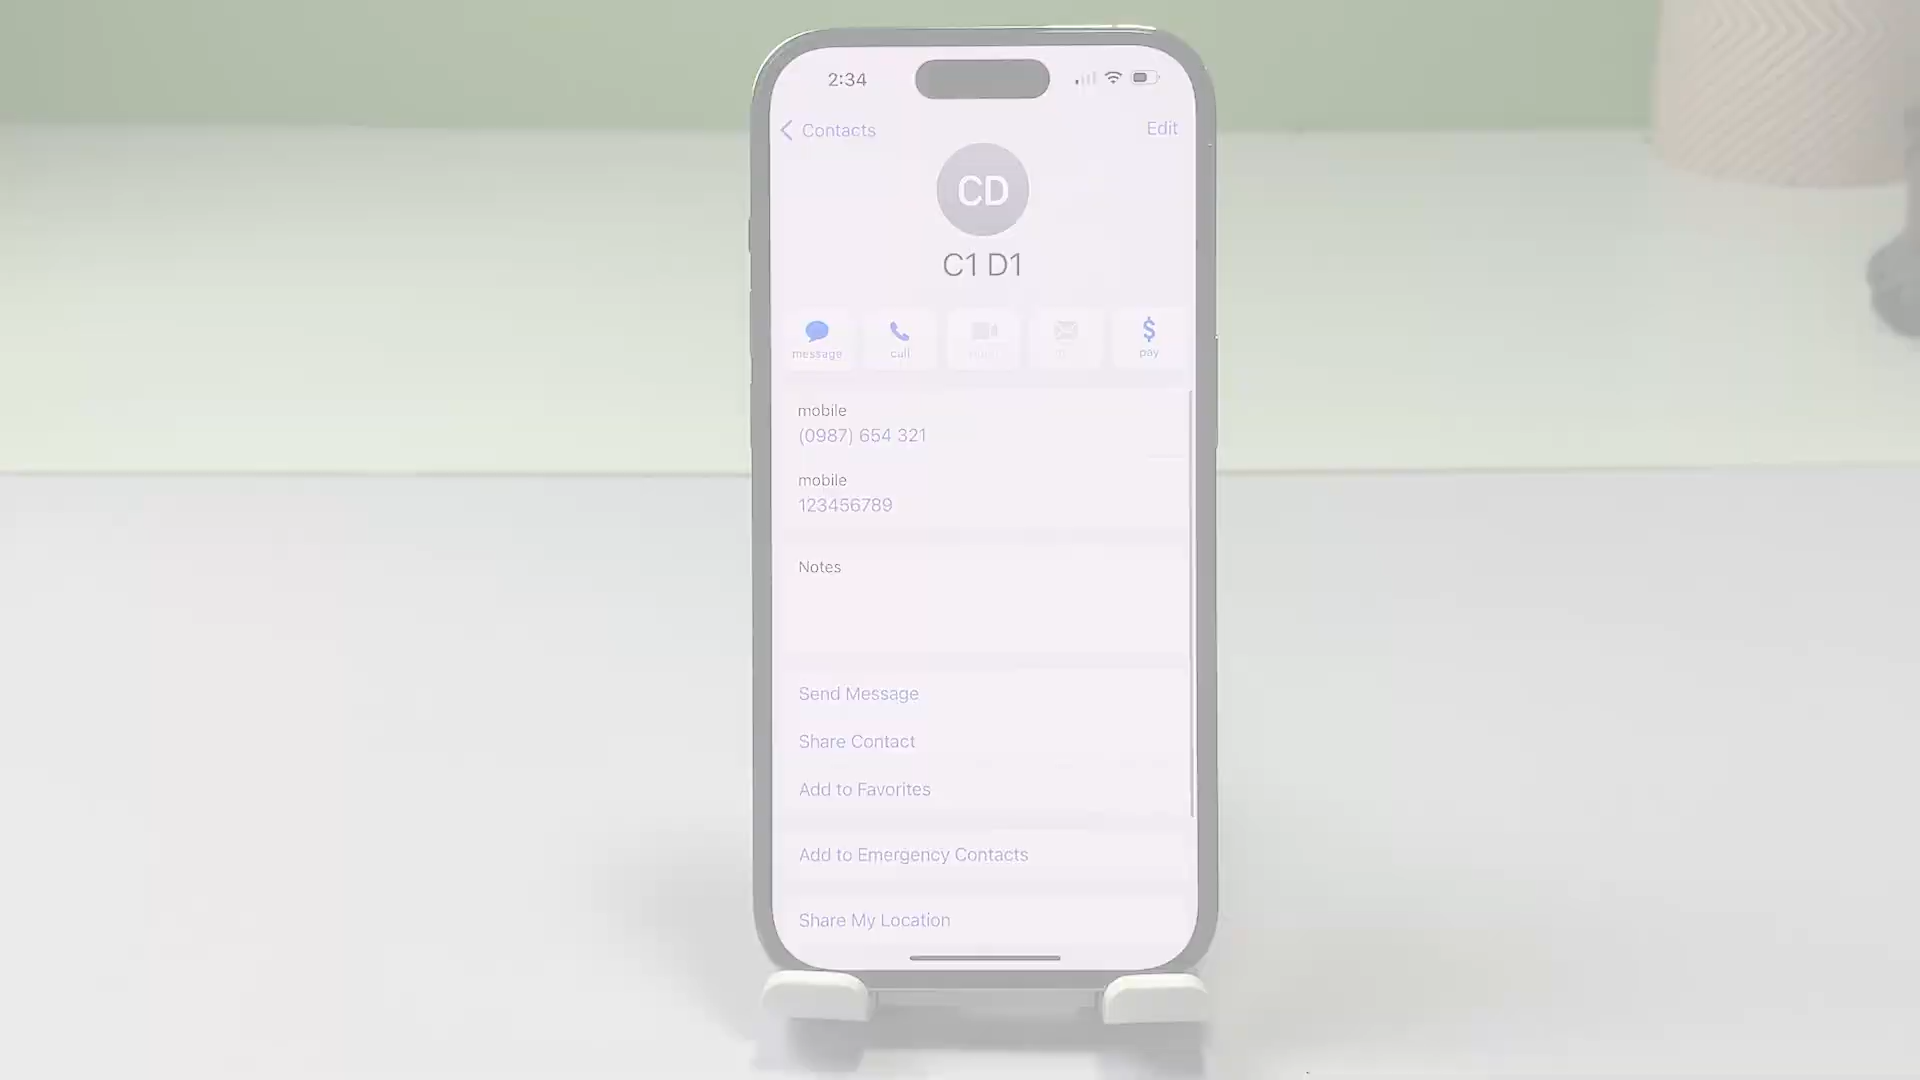 2:34
Contacts
Edit
CD
C1 D1
message
call
pay
mobile
(0987) 654 321
mobile
123456789
Notes
Send Message
Share Contact
Add to Favorites
Add to Emergency Contacts
Share My Location